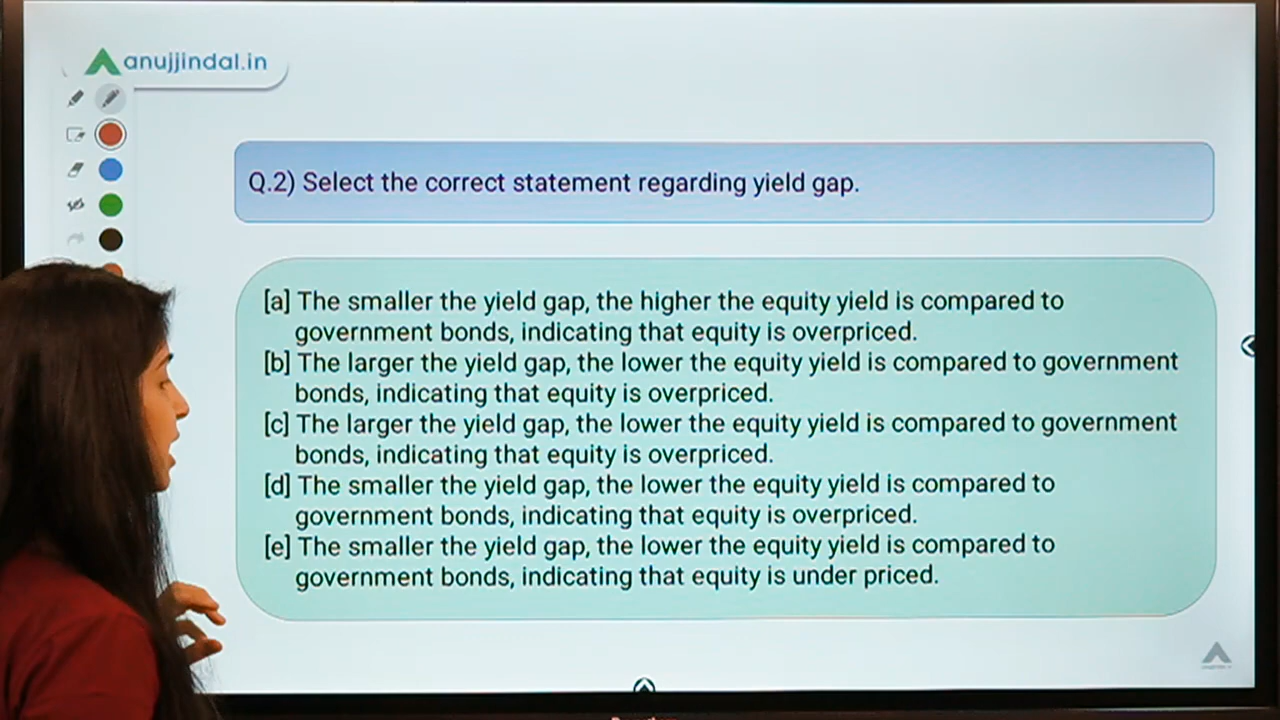 anujjindal.in
Q.2) Select the correct statement regarding yield gap.
[a] The smaller the yield gap, the higher the equity yield is compared to
government bonds, indicating that equity is overpriced.
[b] The larger the yield gap, the lower the equity yield is compared to government
bonds, indicating that equity is overpriced.
[c] The larger the yield gap, the lower the equity yield is compared to government
bonds, indicating that equity is overpriced.
[d] The smaller the yield gap, the lower the equity yield is compared to
government bonds, indicating that equity is overpriced.
[e] The smaller the yield gap, the lower the equity yield is compared to
government bonds, indicating that equity is under priced.